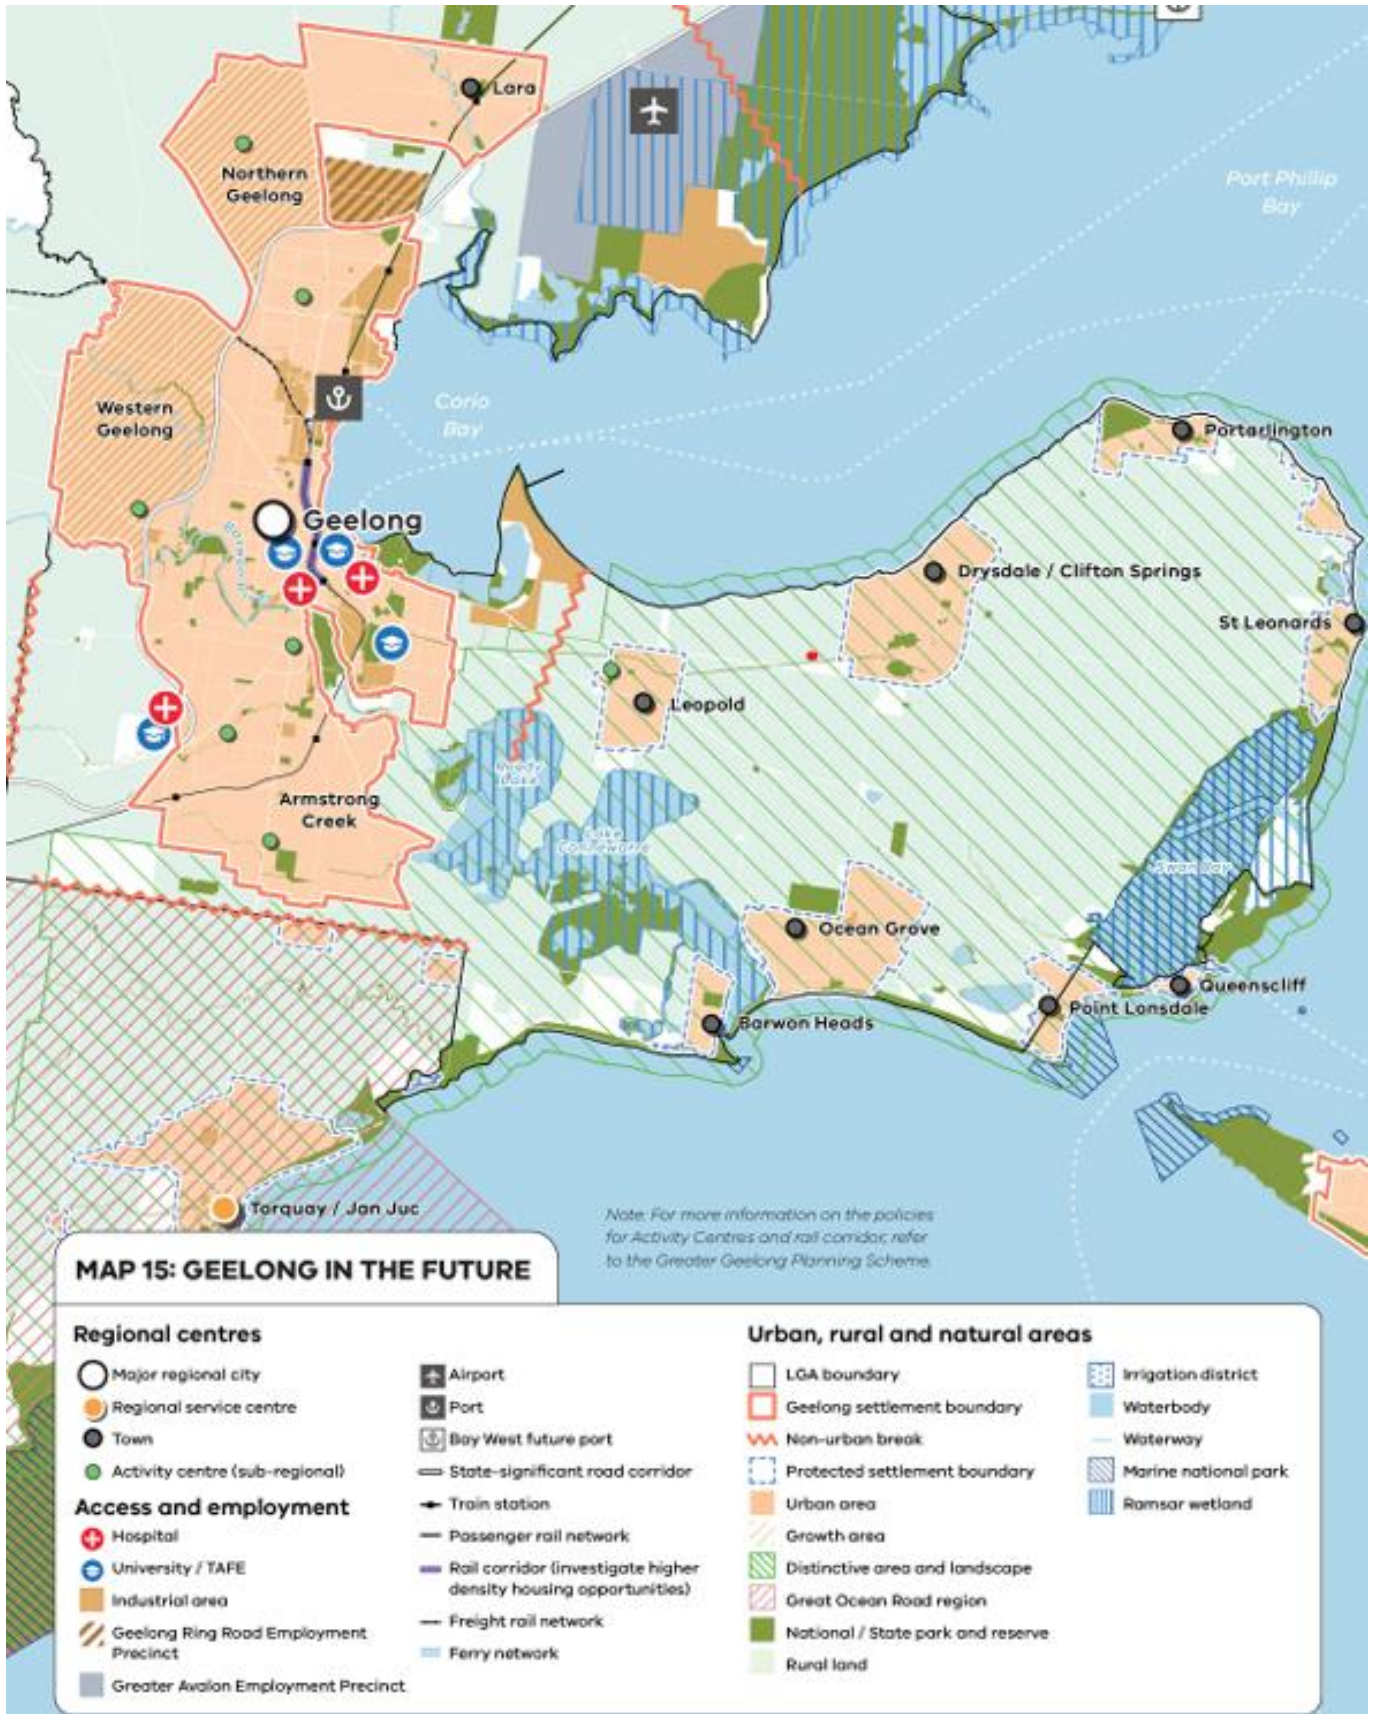 Lara
Northern
Geelong
Port Phillip
Bay
Western
Geelong
Corio
Bay
Portarlington
Geelong
Barwon R
Drysdale / Clifton Springs
St Leonards
Leopold
Reedy
Lake
Armstrong
Creek
Lake
Connewarre
Swan Bay
Ocean Grove
Queenscliff
Point Lonsdale
Barwon Heads
Torquay / Jan Juc
Note: For more information on the policies
for Activity Centres and rail corridor, refer
to the Greater Geelong Planning Scheme.
MAP 15: GEELONG IN THE FUTURE
Regional centres
Major regional city
Regional service centre
Town
Activity centre (sub-regional)
Access and employment
Hospital
University / TAFE
Industrial area
Geelong Ring Road Employment
Precinct
Greater Avalon Employment Precinct
Airport
Port
Bay West future port
State-significant road corridor
Train station
Passenger rail network
Rail corridor (investigate higher
density housing opportunities)
Freight rail network
Ferry network
Urban, rural and natural areas
LGA boundary
Geelong settlement boundary
Non-urban break
Protected settlement boundary
Urban area
Growth area
Distinctive area and landscape
Great Ocean Road region
National / State park and reserve
Rural land
Irrigation district
Waterbody
Waterway
Marine national park
Ramsar wetland